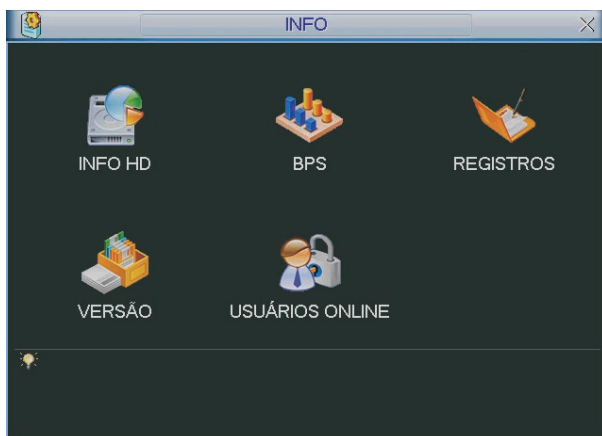 INFO
INFO HD
BPS
REGISTROS
VERSÃO
USUÁRIOS ONLINE